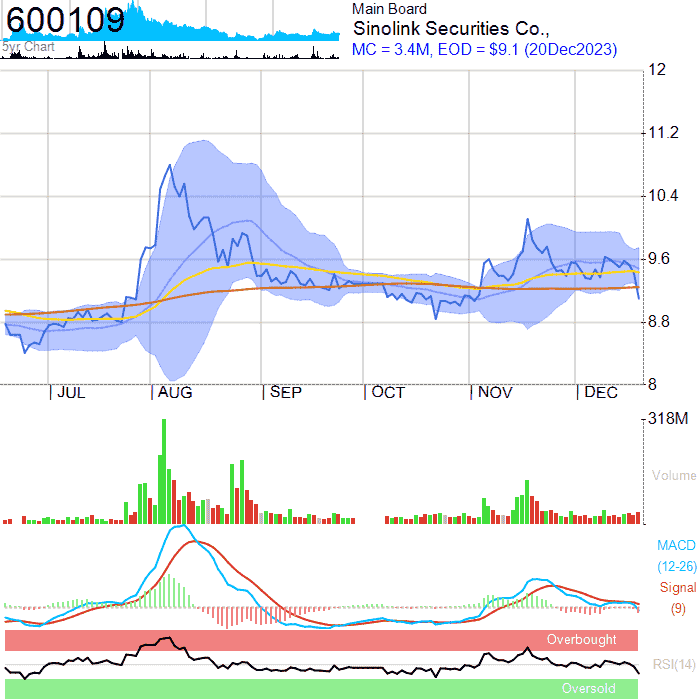 600109
5yr Chart
Main Board
Sinolink Securities Co.,
MC = 3.4M, EOD = $9.1 (20Dec2023)
12
11.2
10.4
9.6
8.8
8
JUL AUG SEP OCT NOV DEC
318M
Volume
MACD
(12-26)
Signal
(9)
Overbought
RSI(14)
Oversold